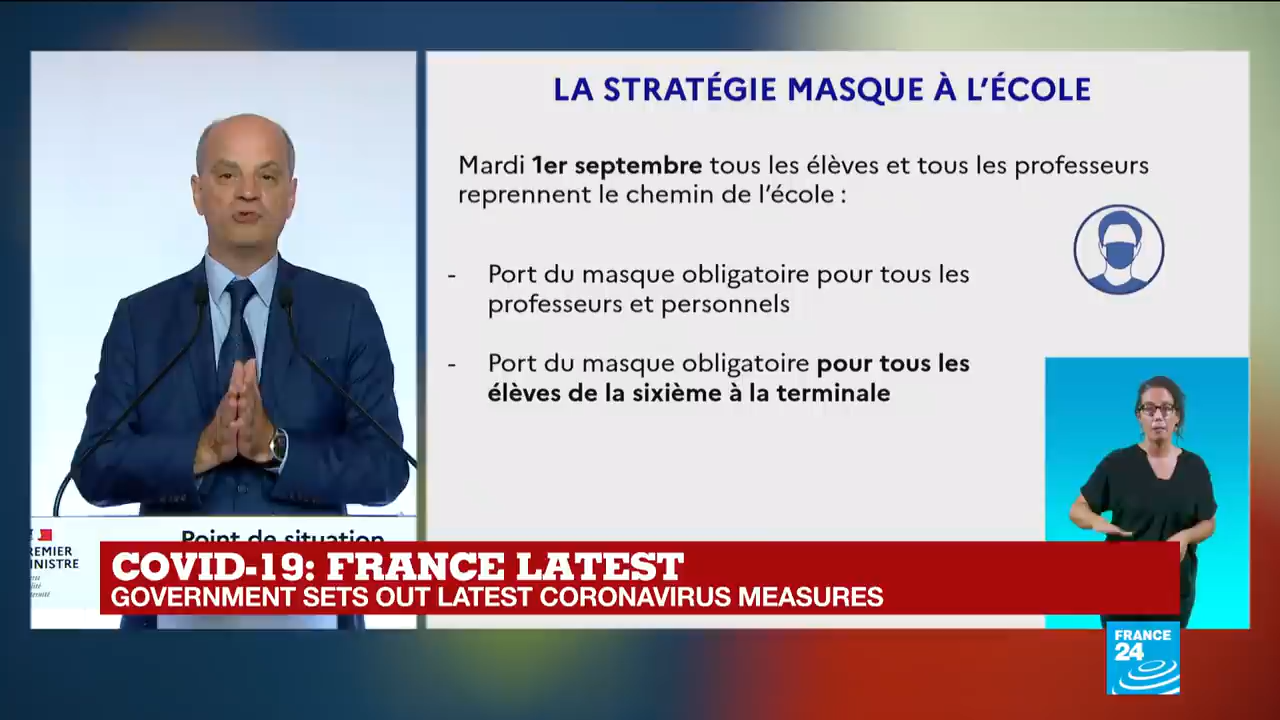 LA STRATÉGIE MASQUE À L'ÉCOLE
Mardi 1er septembre tous les élèves et tous les professeurs
reprennent le chemin de l'école :
- Port du masque obligatoire pour tous les
professeurs et personnels
- Port du masque obligatoire pour tous les
élèves de la sixième à la terminale
Point de situation
COVID-19: FRANCE LATEST
GOVERNMENT SETS OUT LATEST CORONAVIRUS MEASURES
FRANCE
24